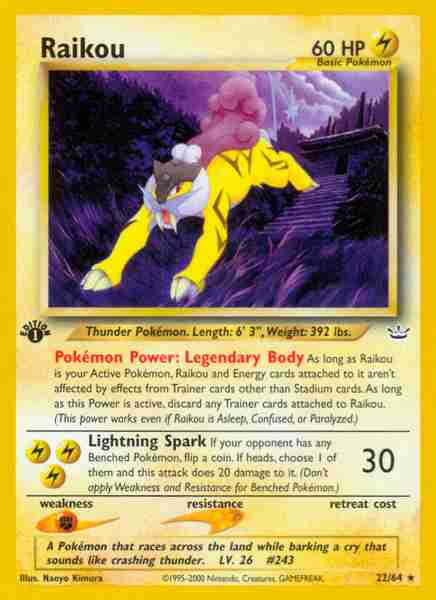 Raikou
60 HP
Basic Pokémon
EDITION
1
Thunder Pokémon. Length: 6' 3", Weight: 392 lbs.
Pokémon Power: Legendary Body As long as Raikou
is your Active Pokémon, Raikou and Energy cards attached to it aren't
affected by effects from Trainer cards other than Stadium cards. As long
as this Power is active, discard any Trainer cards attached to Raikou.
(This power works even if Raikou is Asleep, Confused, or Paralyzed.)
Lightning Spark If your opponent has any
Benched Pokémon, flip a coin. If heads, choose 1 of
them and this attack does 20 damage to it. (Don't
apply Weakness and Resistance for Benched Pokémon.)
30
weakness resistance retreat cost
A Pokémon that races across the land while barking a cry that
sounds like crashing thunder. LV. 26 #243
Illus. Naoyo Kimura ©1995-2000 Nintendo, Creatures, GAMEFREAK. 22/64 ★